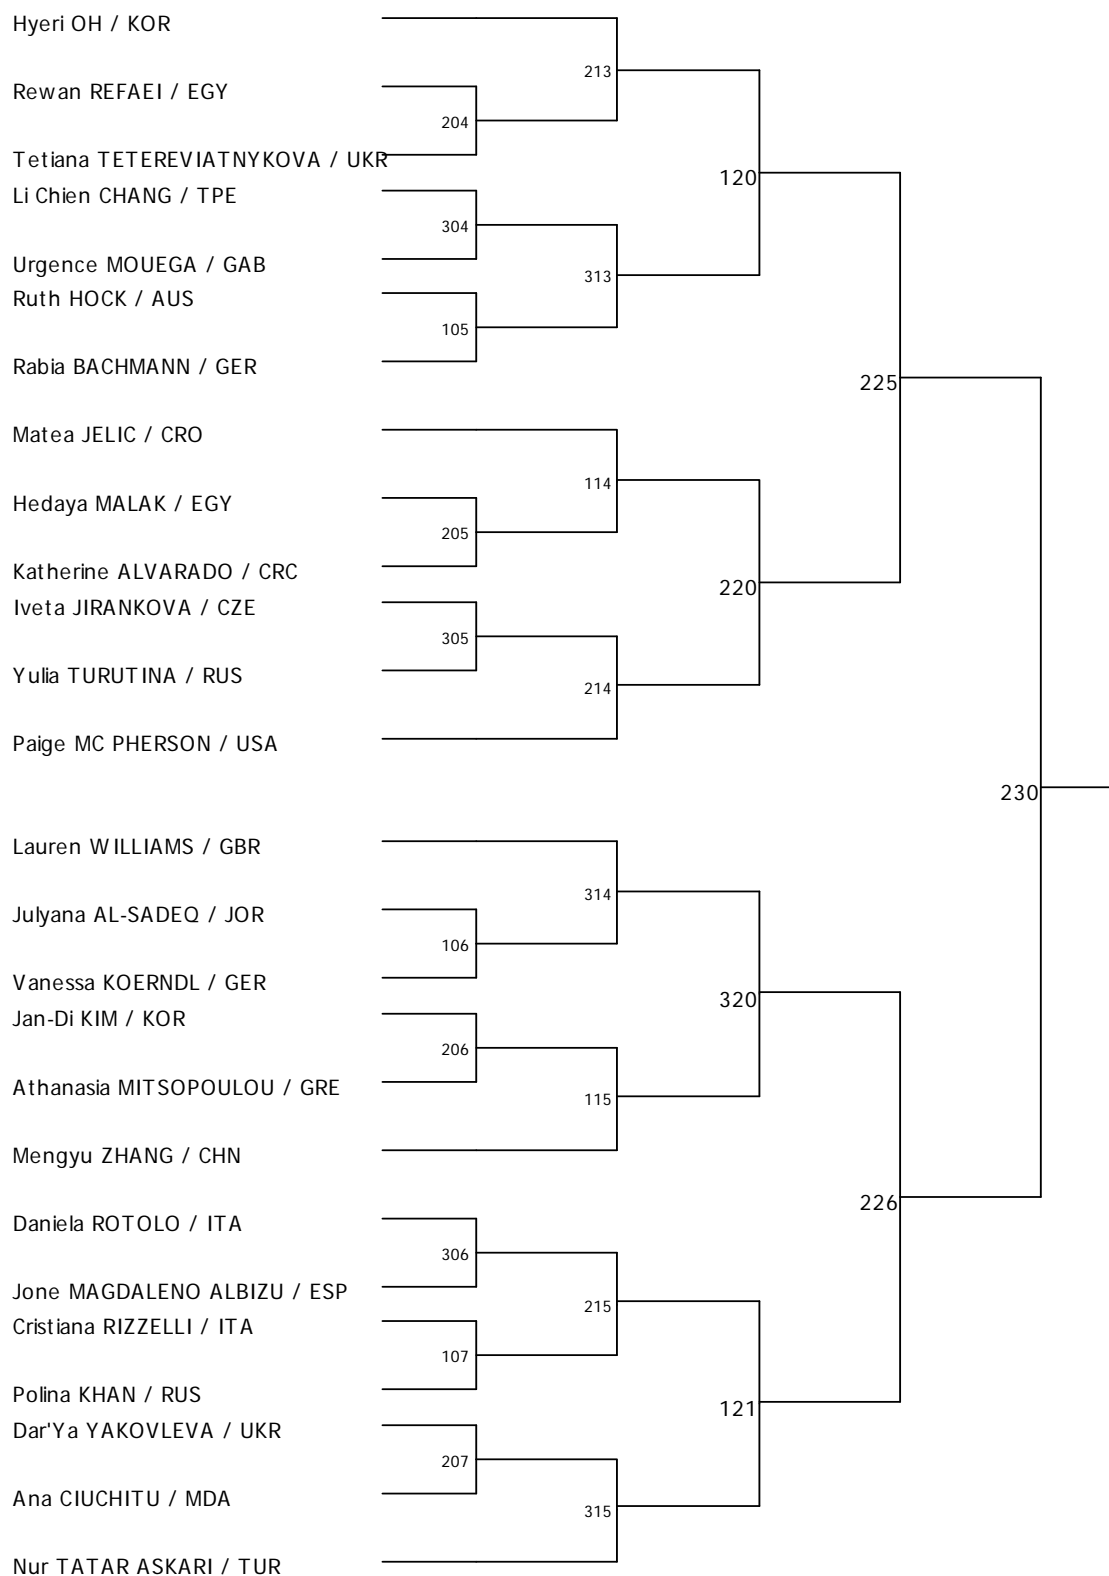 Hyeri OH / KOR
213
Rewan REFAEI / EGY
204
Tetiana TETEREVIATNYKOVA / UKR
120
Li Chien CHANG / TPE
304
Urgence MOUEGA / GAB
313
Ruth HOCK / AUS
105
Rabia BACHMANN / GER
225
Matea JELIC / CRO
114
Hedaya MALAK / EGY
205
Katherine ALVARADO / CRC
220
Iveta JIRANKOVA / CZE
305
Yulia TURUTINA / RUS
214
Paige MC PHERSON / USA
230
Lauren WILLIAMS / GBR
314
Julyana AL-SADEQ / JOR
106
Vanessa KOERNDL / GER
320
Jan-Di KIM / KOR
206
Athanasia MITSOPOULOU / GRE
115
Mengyu ZHANG / CHN
226
Daniela ROTOLO / ITA
306
Jone MAGDALENO ALBIZU / ESP
215
Cristiana RIZZELLI / ITA
107
Polina KHAN / RUS
121
Dar'Ya YAKOVLEVA / UKR
207
Ana CIUCHITU / MDA
315
Nur TATAR ASKARI / TUR